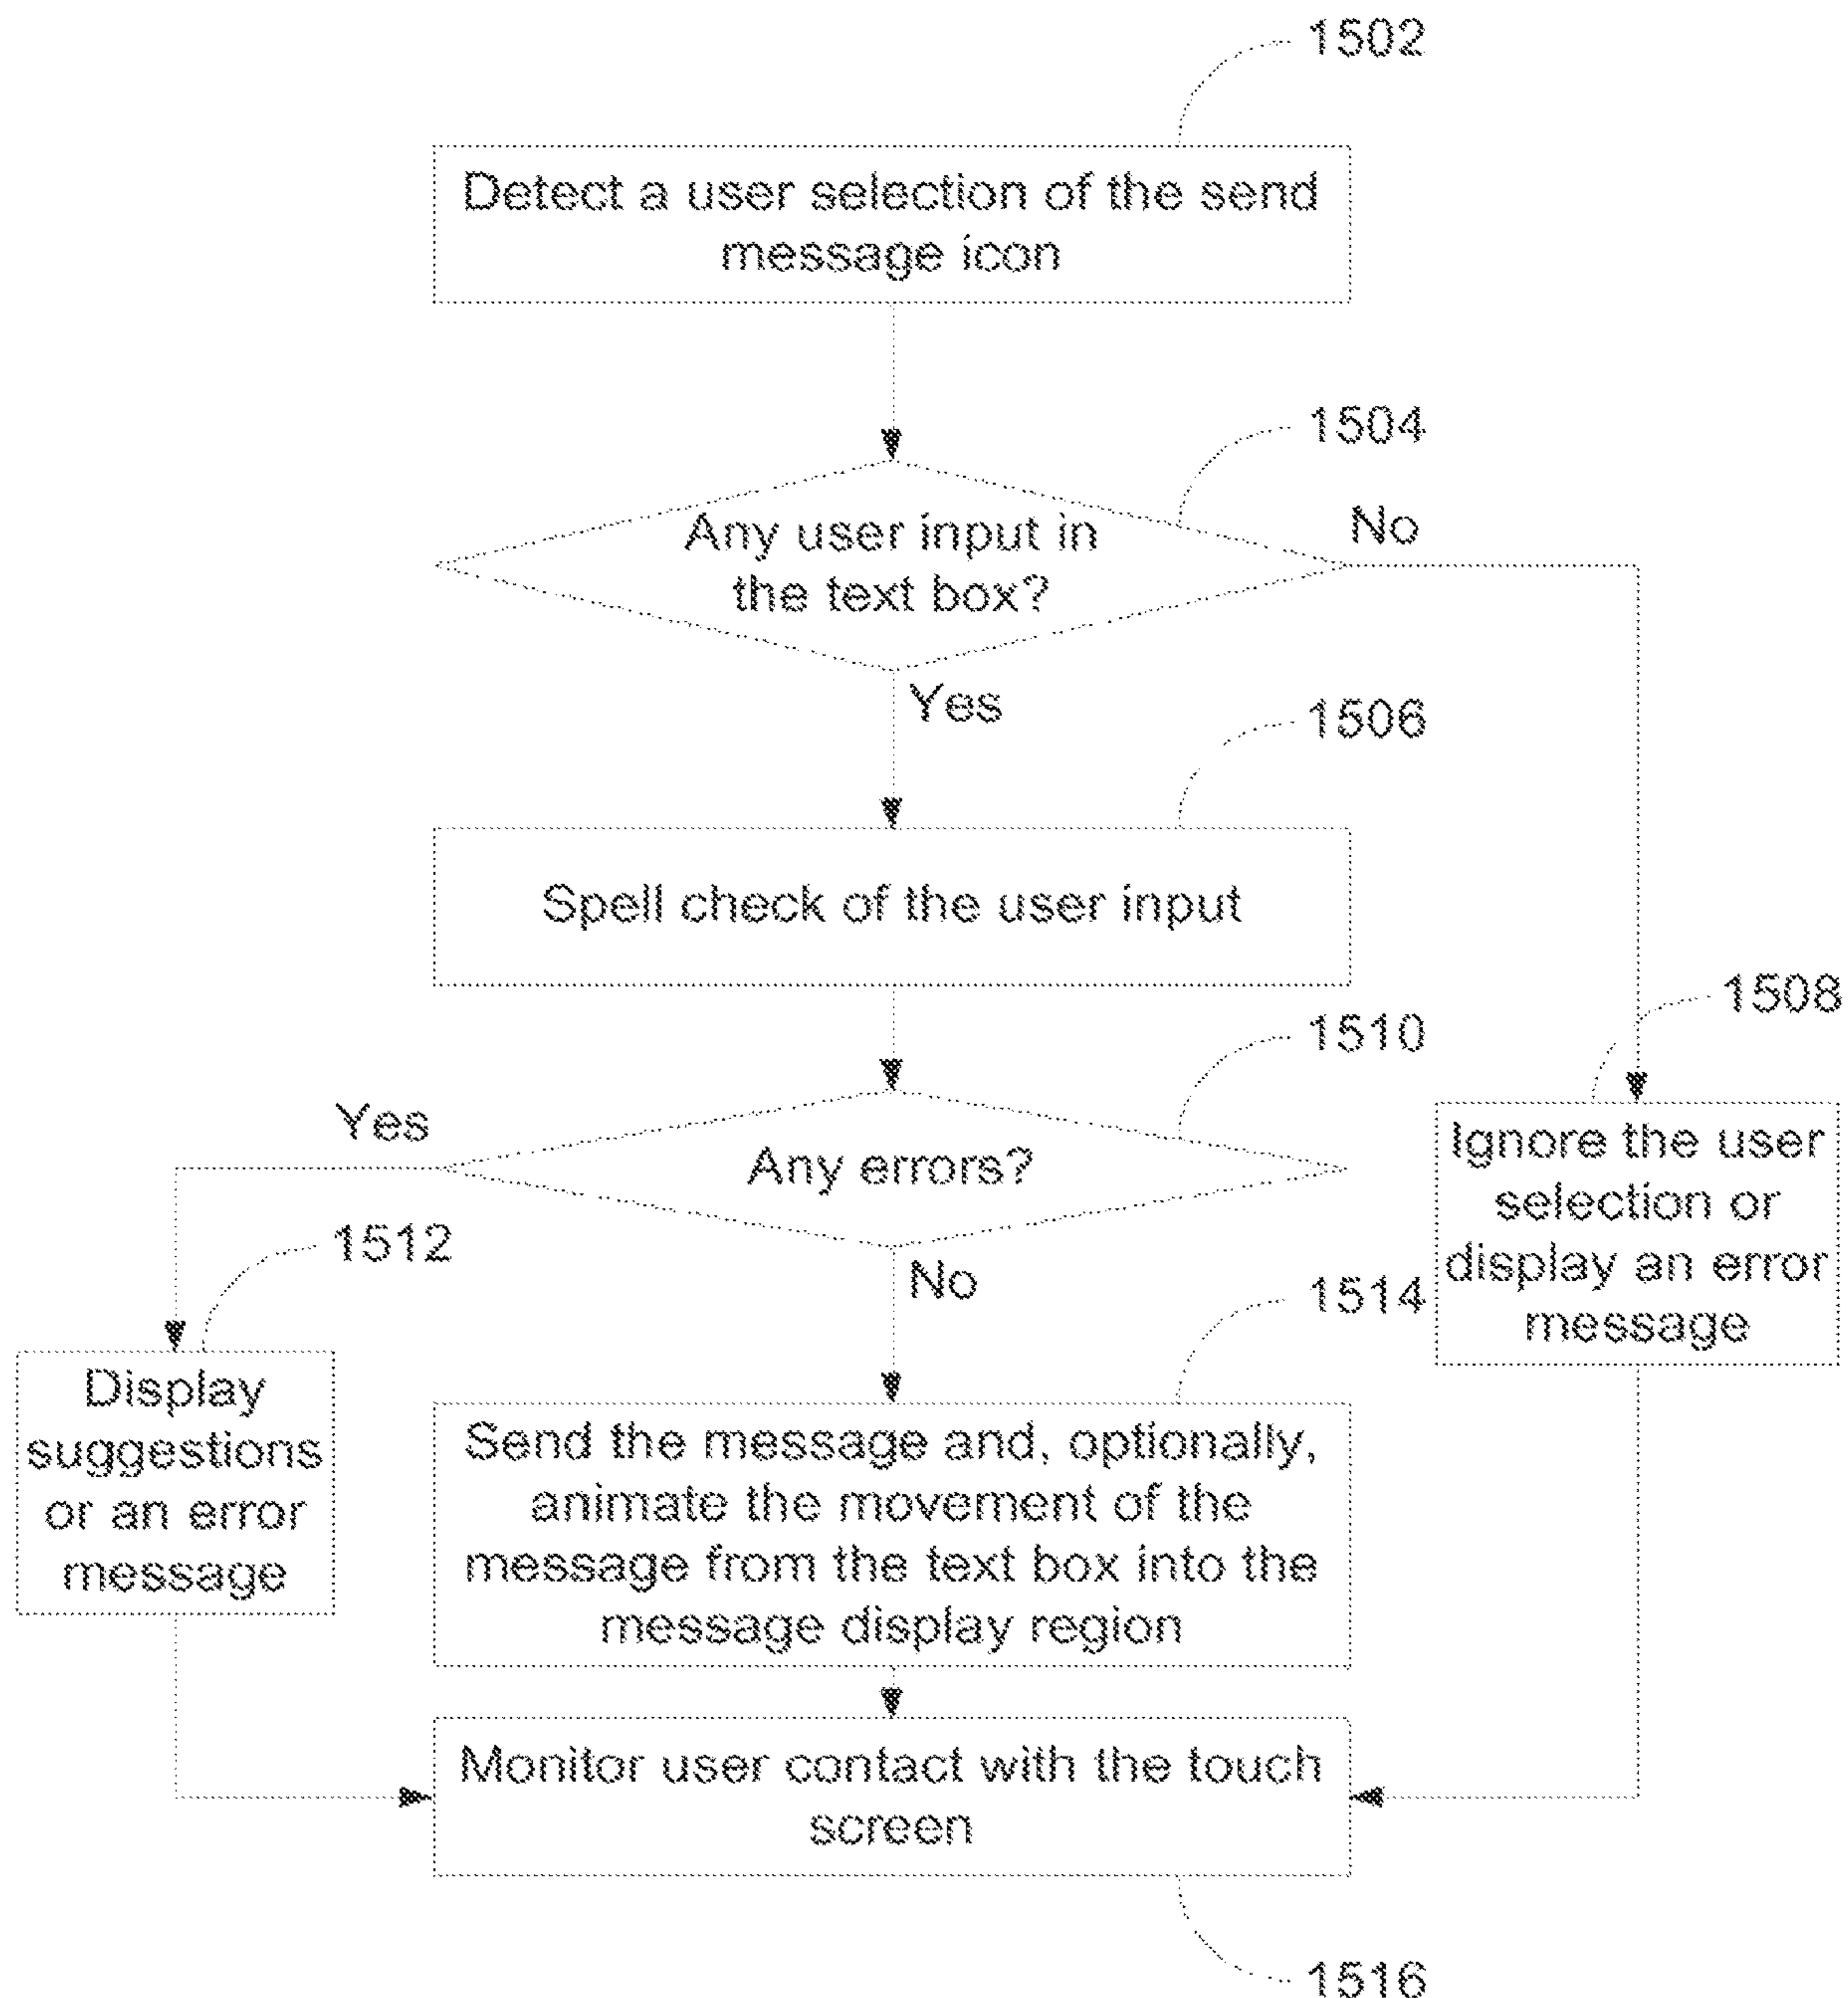 1502
Detect a user selection of the send
message icon
1504
Any user input in
the text box?
No
Yes
1506
Spell check of the user input
1508
1510
Yes
Any errors?
Ignore the user
selection or
display an error
message
1512
No
1514
Display
suggestions
or an error
message
Send the message and, optionally,
animate the movement of the
message from the text box into the
message display region
Monitor user contact with the touch
screen
1516